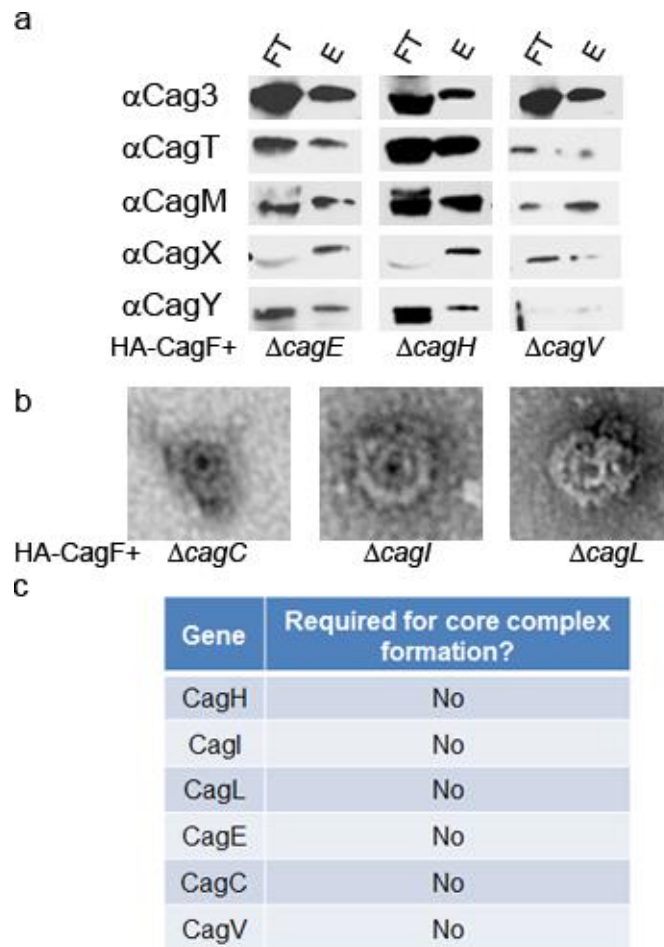 a
FT E FT E FT E
αCag3
αCagT
αCagM
αCagX
αCagY
HA-CagF+ ΔcagE ΔcagH ΔcagV
b
HA-CagF+ ΔcagC ΔcagI ΔcagL
c
Gene Required for core complex
formation?
CagH No
CagI No
CagL No
CagE No
CagC No
CagV No